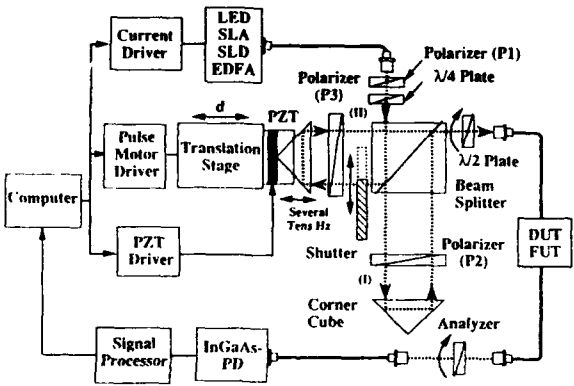 LED
SLA
SLD
EDFA
Current
Driver
Polarizer (P1)
λ/4 Plate
Polarizer
(P3)
(II)
d
PZT
Pulse
Motor
Driver
Translation
Stage
λ/2 Plate
Beam
Splitter
Computer
Several
Tens Hz
PZT
Driver
Shutter
(I)
Polarizer
(P2)
DUT
FUT
Corner
Cube
Analyzer
Signal
Processor
InGaAs-
PD